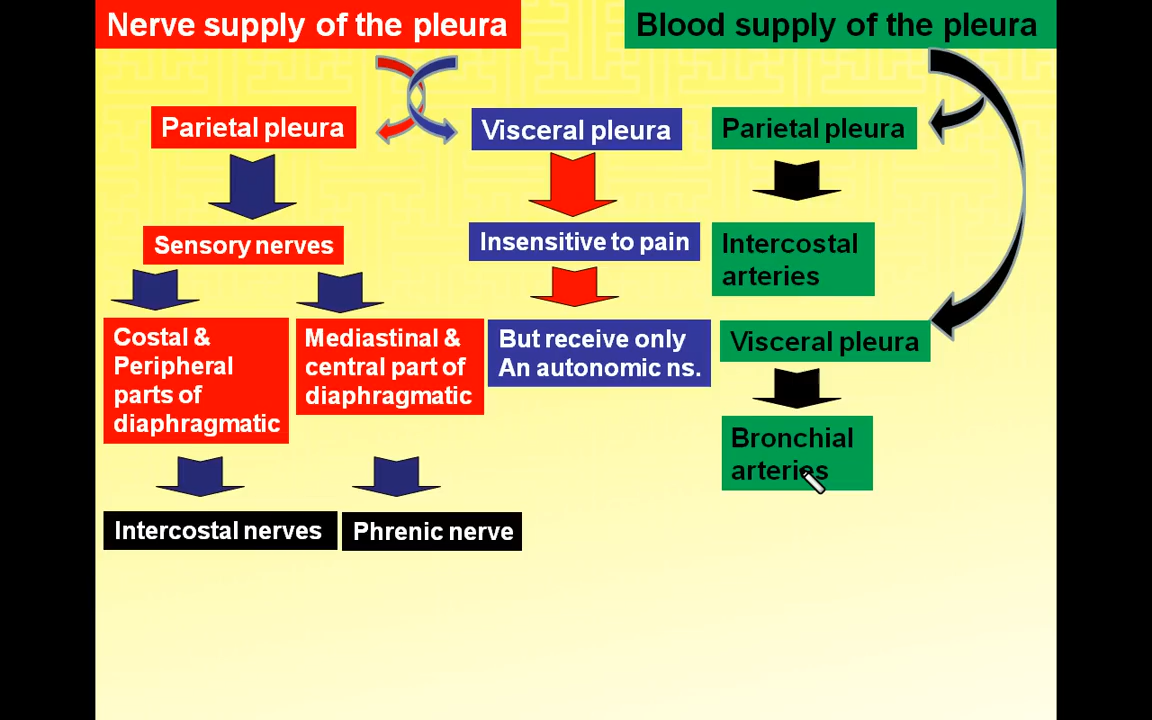 Nerve supply of the pleura
Parietal pleura
Visceral pleura
Sensory nerves
Insensitive to pain
Costal &
Peripheral
parts of
diaphragmatic
Mediastinal &
central part of
diaphragmatic
But receive only
An autonomic ns.
Intercostal nerves
Phrenic nerve
Blood supply of the pleura
Parietal pleura
Intercostal
arteries
Visceral pleura
Bronchial
arteries